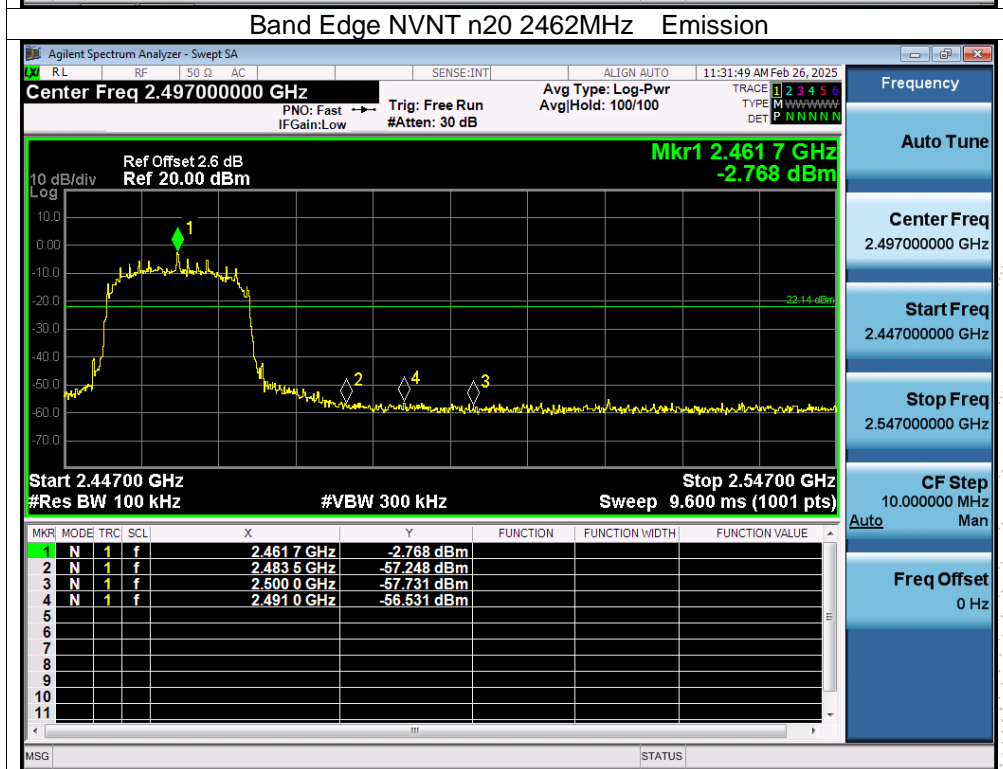 Band Edge NVNT n20 2462MHz Emission
Agilent Spectrum Analyzer - Swept SA
LXI RL RF 50 Ω AC SENSE:INT ALIGN AUTO 11:31:49 AM Feb 26, 2025
Center Freq 2.497000000 GHz
PNO: Fast
IFGain:Low
Trig: Free Run
#Atten: 30 dB
Avg Type: Log-Pwr
Avg|Hold: 100/100
TRACE 1 2 3 4 5 6
TYPE M WWWWW
DET P N N N N N
Ref Offset 2.6 dB
10 dB/div Ref 20.00 dBm
Log
Mkr1 2.461 7 GHz
-2.768 dBm
10.0
0.00
-10.0
-20.0
-30.0
-40.0
-50.0
-60.0
-70.0
1
2
4
3
-22.14 dBm
Start 2.44700 GHz Stop 2.54700 GHz
#Res BW 100 kHz #VBW 300 kHz Sweep 9.600 ms (1001 pts)
MKR MODE TRC SCL X Y FUNCTION FUNCTION WIDTH FUNCTION VALUE
1 N 1 f 2.461 7 GHz -2.768 dBm
2 N 1 f 2.483 5 GHz -57.248 dBm
3 N 1 f 2.500 0 GHz -57.731 dBm
4 N 1 f 2.491 0 GHz -56.531 dBm
5
6
7
8
9
10
11
MSG STATUS
Frequency
Auto Tune
Center Freq
2.497000000 GHz
Start Freq
2.447000000 GHz
Stop Freq
2.547000000 GHz
CF Step
10.000000 MHz
Auto Man
Freq Offset
0 Hz